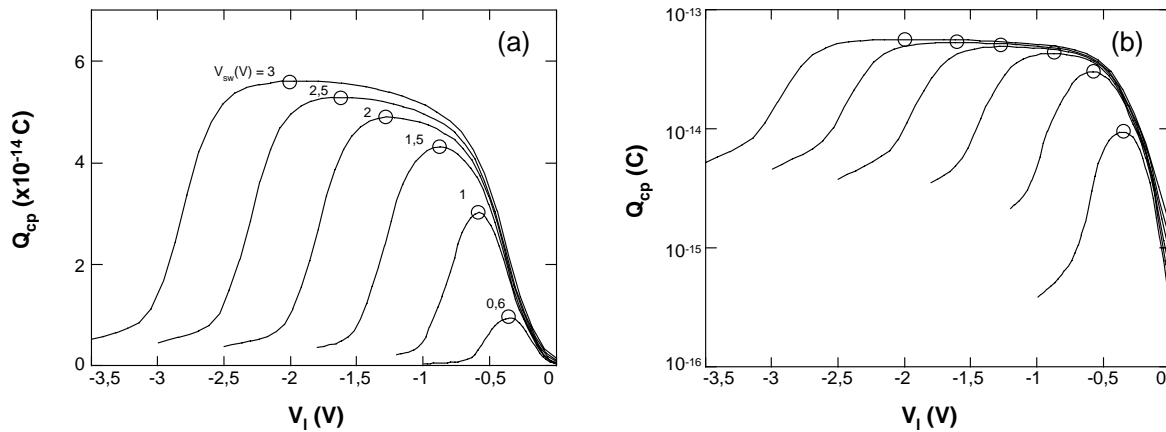 (a)
6
4
2
0
Q_cp (x10^-14 C)
V_sw(V) = 3
2,5
2
1,5
1
0,6
-3,5 -3 -2,5 -2 -1,5 -1 -0,5 0
V_l (V)
(b)
10^-13
10^-14
10^-15
10^-16
Q_cp (C)
-3,5 -3 -2,5 -2 -1,5 -1 -0,5 0
V_l (V)